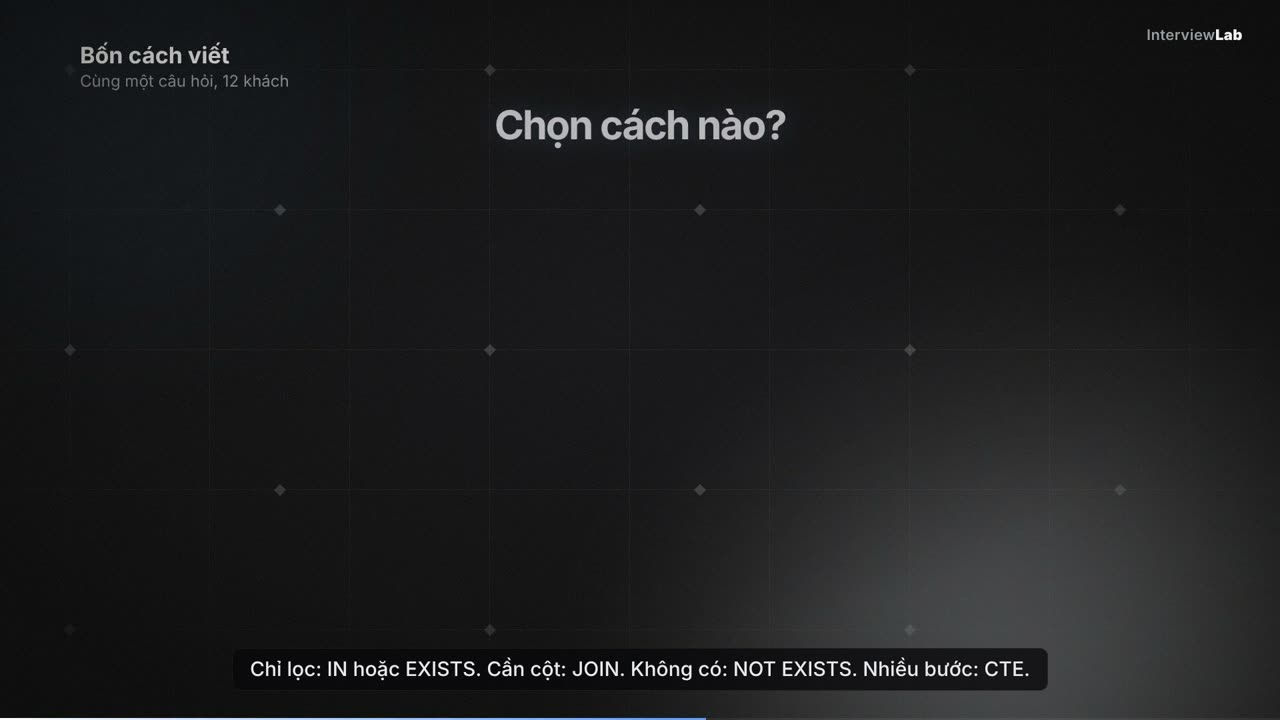 Bốn cách viết
Cùng một câu hỏi, 12 khách
InterviewLab
Chọn cách nào?
Chỉ lọc: IN hoặc EXISTS. Cần cột: JOIN. Không có: NOT EXISTS. Nhiều bước: CTE.